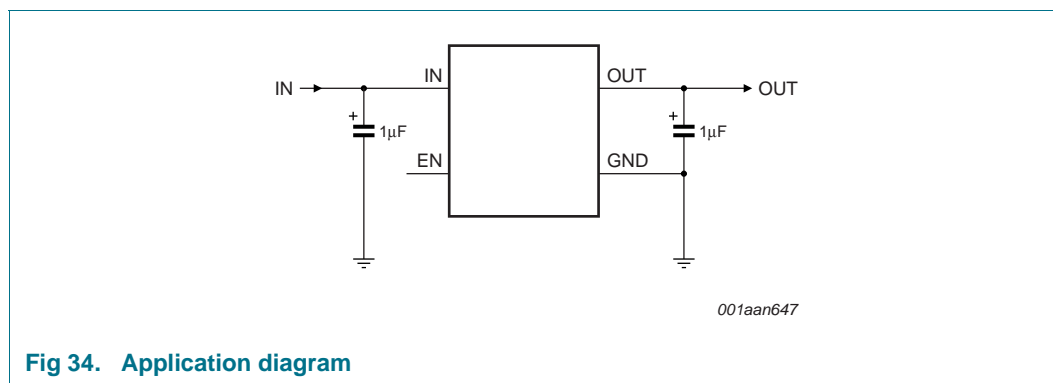 IN IN OUT OUT
+ 1μF + 1μF
EN GND
001aan647
Fig 34. Application diagram